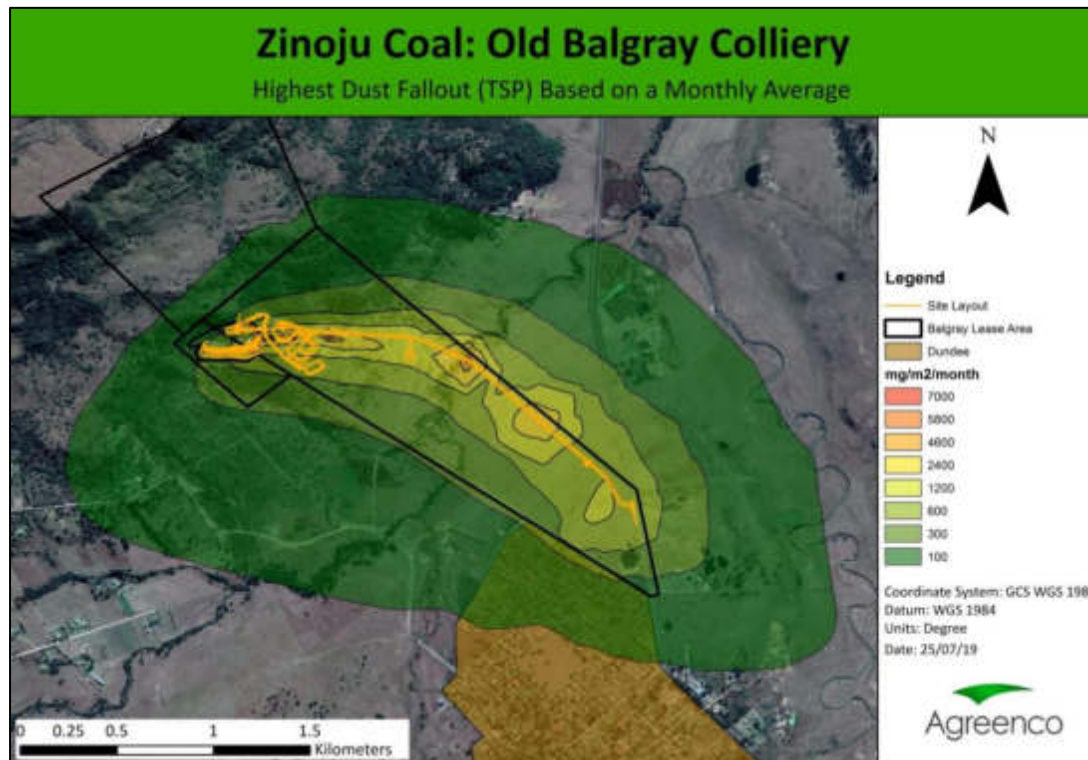 Zinoju Coal: Old Balgray Colliery
Highest Dust Fallout (TSP) Based on a Monthly Average
N
Legend
Site Layout
Balgray Lease Area
Dundee
mg/m2/month
7000
5800
4600
2400
1200
600
300
100
Coordinate System: GCS WGS 198
Datum: WGS 1984
Units: Degree
Date: 25/07/19
Agreenco
0 0.25 0.5 1 1.5
Kilometers